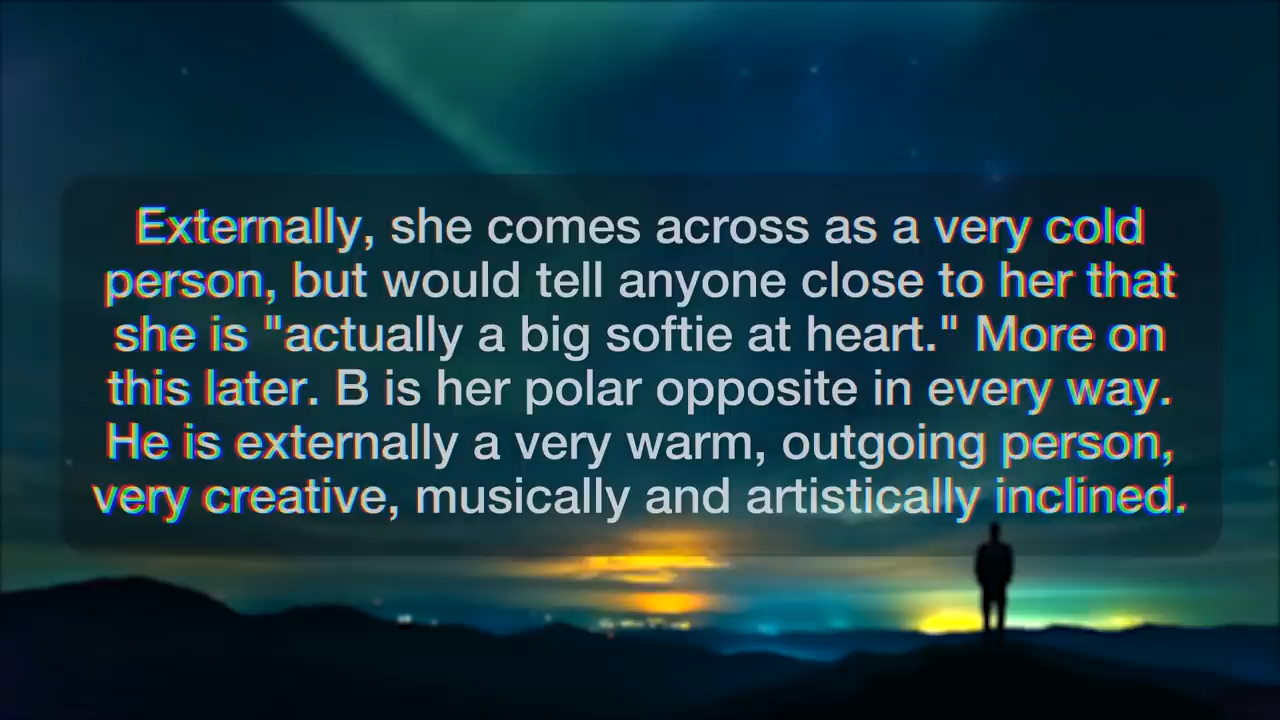 Externally, she comes across as a very cold
person, but would tell anyone close to her that
she is "actually a big softie at heart." More on
this later. B is her polar opposite in every way.
He is externally a very warm, outgoing person,
very creative, musically and artistically inclined.